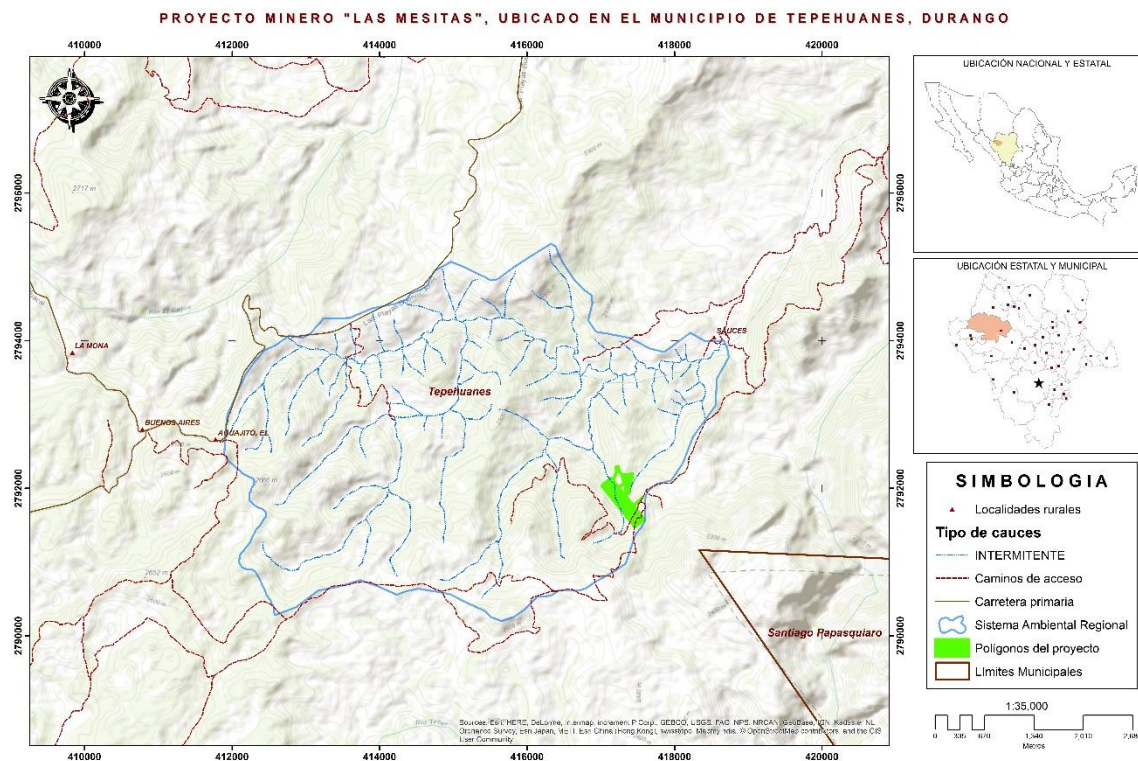 PROYECTO MINERO "LAS MESITAS", UBICADO EN EL MUNICIPIO DE TEPEHUANES, DURANGO
410000 412000 414000 416000 418000 420000
2796000 2796000
2794000 2794000
2792000 2792000
2790000 2790000
2717 m
LA MONA
BUENOS AIRES
AGUAJITO, EL
SAUCES
Tepehuanes
Santiago Papasquiaro
410000 412000 414000 416000 418000 420000
UBICACIÓN NACIONAL Y ESTATAL
UBICACIÓN ESTATAL Y MUNICIPAL
SIMBOLOGIA
Localidades rurales
Tipo de cauces
INTERMITENTE
Caminos de acceso
Carretera primaria
Sistema Ambiental Regional
Polígonos del proyecto
Límites Municipales
1:35,000
0 335 670 1,340 2,010
Metros
User Community